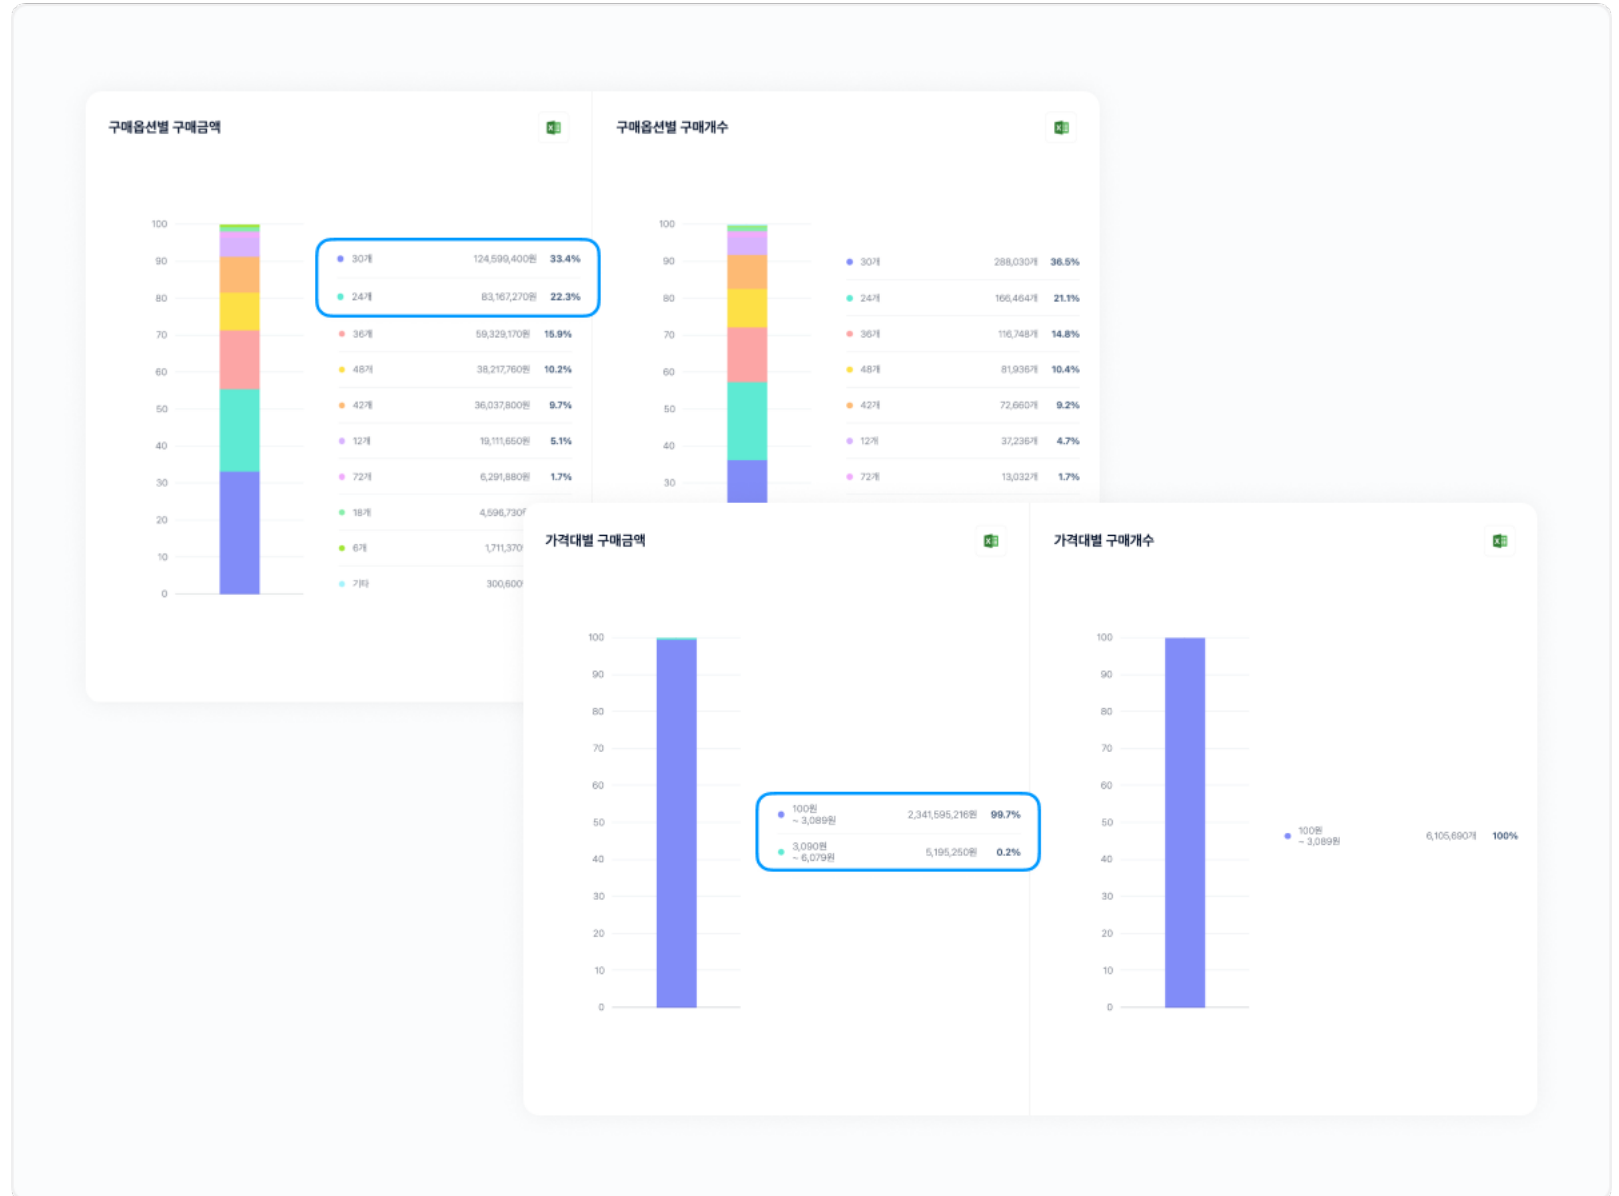 구매옵션별 구매금액
100
90
80
70
60
50
40
30
20
10
0
30개 124,599,400원 33.4%
24개 83,167,270원 22.3%
36개 59,329,170원 15.9%
48개 38,217,760원 10.2%
42개 36,037,800원 9.7%
12개 19,111,650원 5.1%
72개 6,291,880원 1.7%
18개 4,596,730
6개 1,711,370
기타 300,600
구매옵션별 구매개수
100
90
80
70
60
50
40
30
30개 288,030개 36.5%
24개 166,464개 21.1%
36개 116,748개 14.8%
48개 81,936개 10.4%
42개 72,660개 9.2%
12개 37,236개 4.7%
72개 13,032개 1.7%
가격대별 구매금액
100
90
80
70
60
50
40
30
20
10
0
100원
~ 3,089원 2,341,595,216원 99.7%
3,090원
~ 6,079원 5,195,250원 0.2%
가격대별 구매개수
100
90
80
70
60
50
40
30
20
10
0
100원
~ 3,089원 6,105,690개 100%